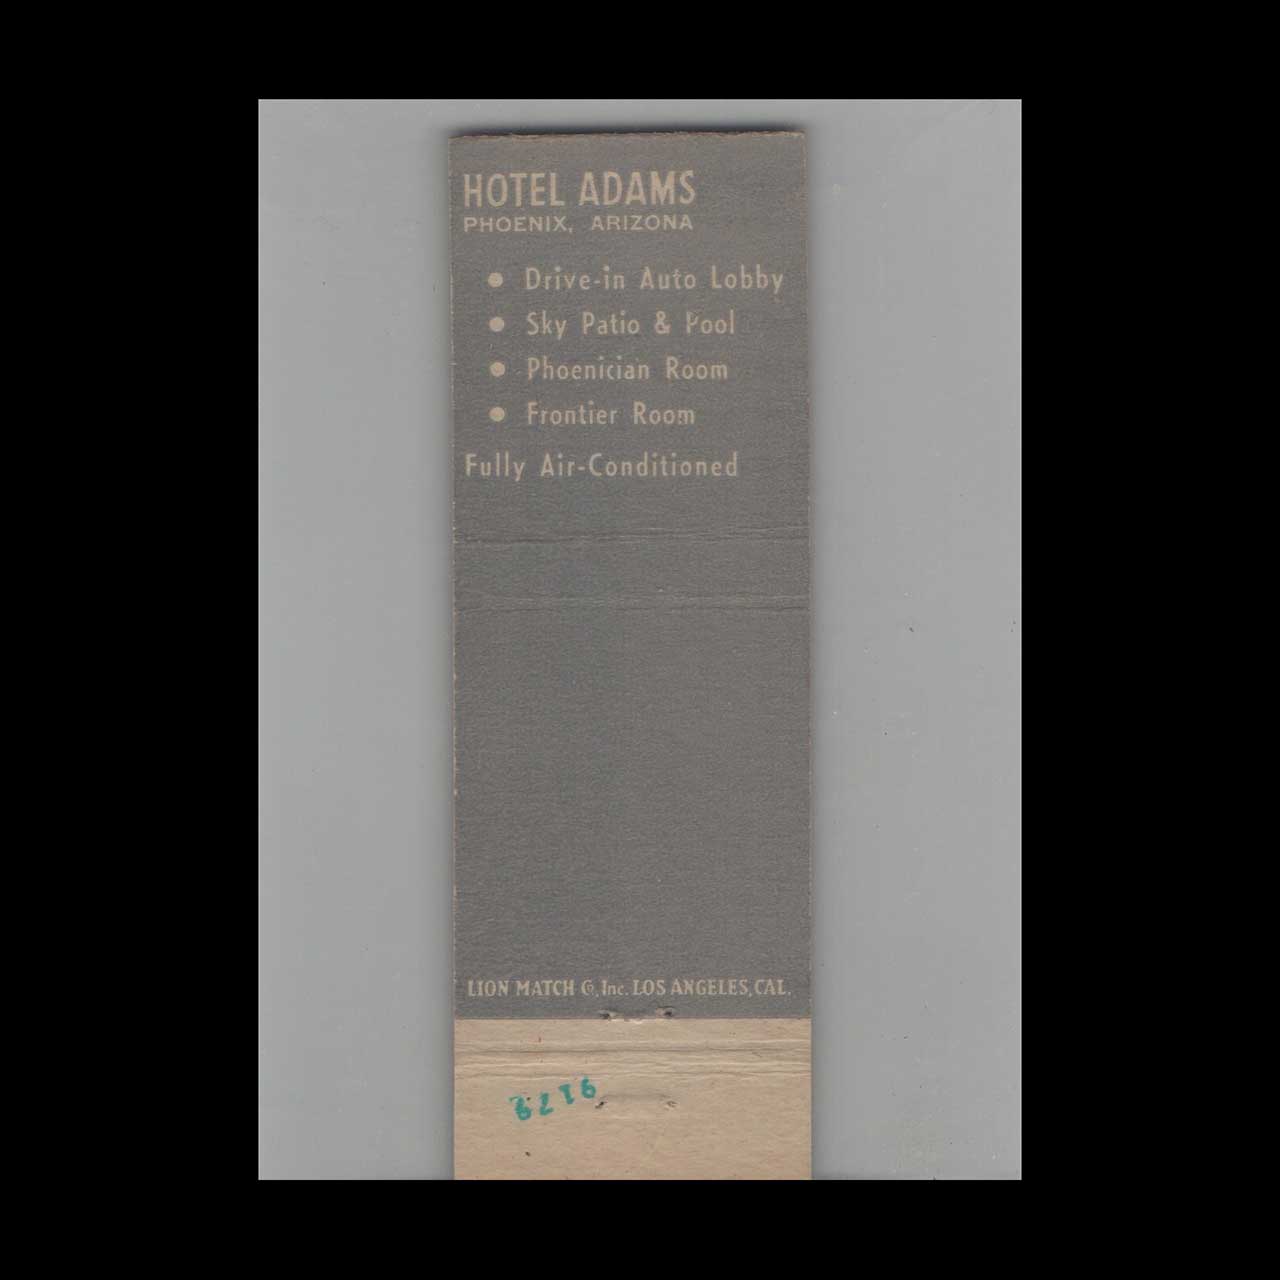 HOTEL ADAMS
PHOENIX, ARIZONA
● Drive-in Auto Lobby
● Sky Patio & Pool
● Phoenician Room
● Frontier Room
Fully Air-Conditioned
LION MATCH Co, Inc. LOS ANGELES, CAL.